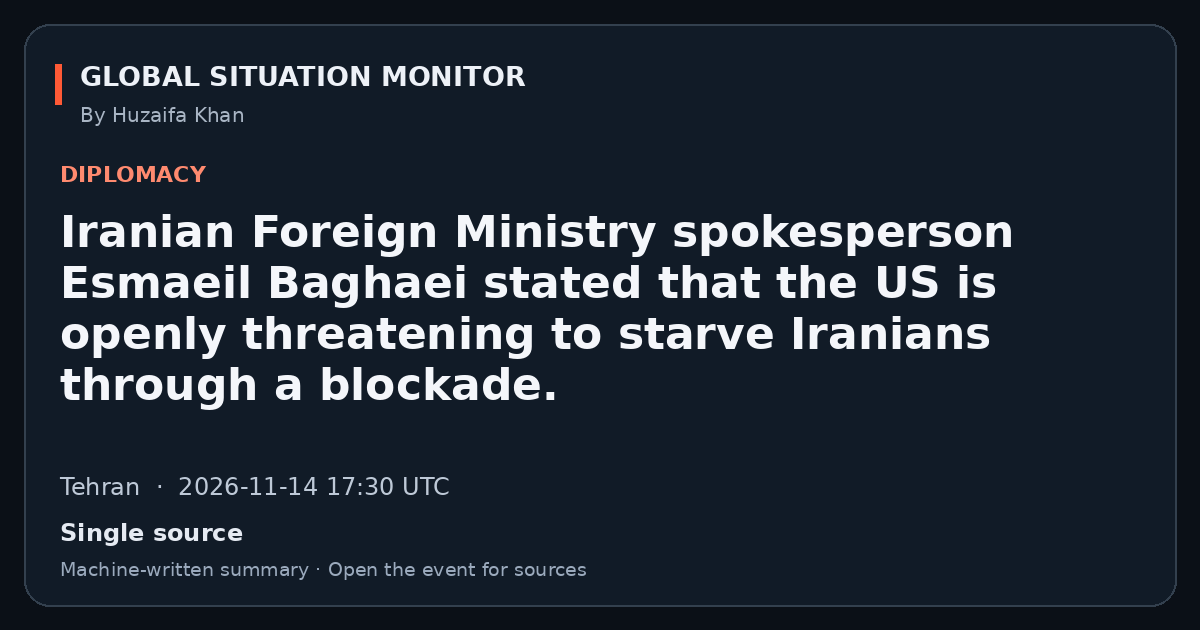 GLOBAL SITUATION MONITOR
By Huzaifa Khan
DIPLOMACY
Iranian Foreign Ministry spokesperson
Esmaeil Baghaei stated that the US is
openly threatening to starve Iranians
through a blockade.
Tehran · 2026-11-14 17:30 UTC
Single source
Machine-written summary · Open the event for sources